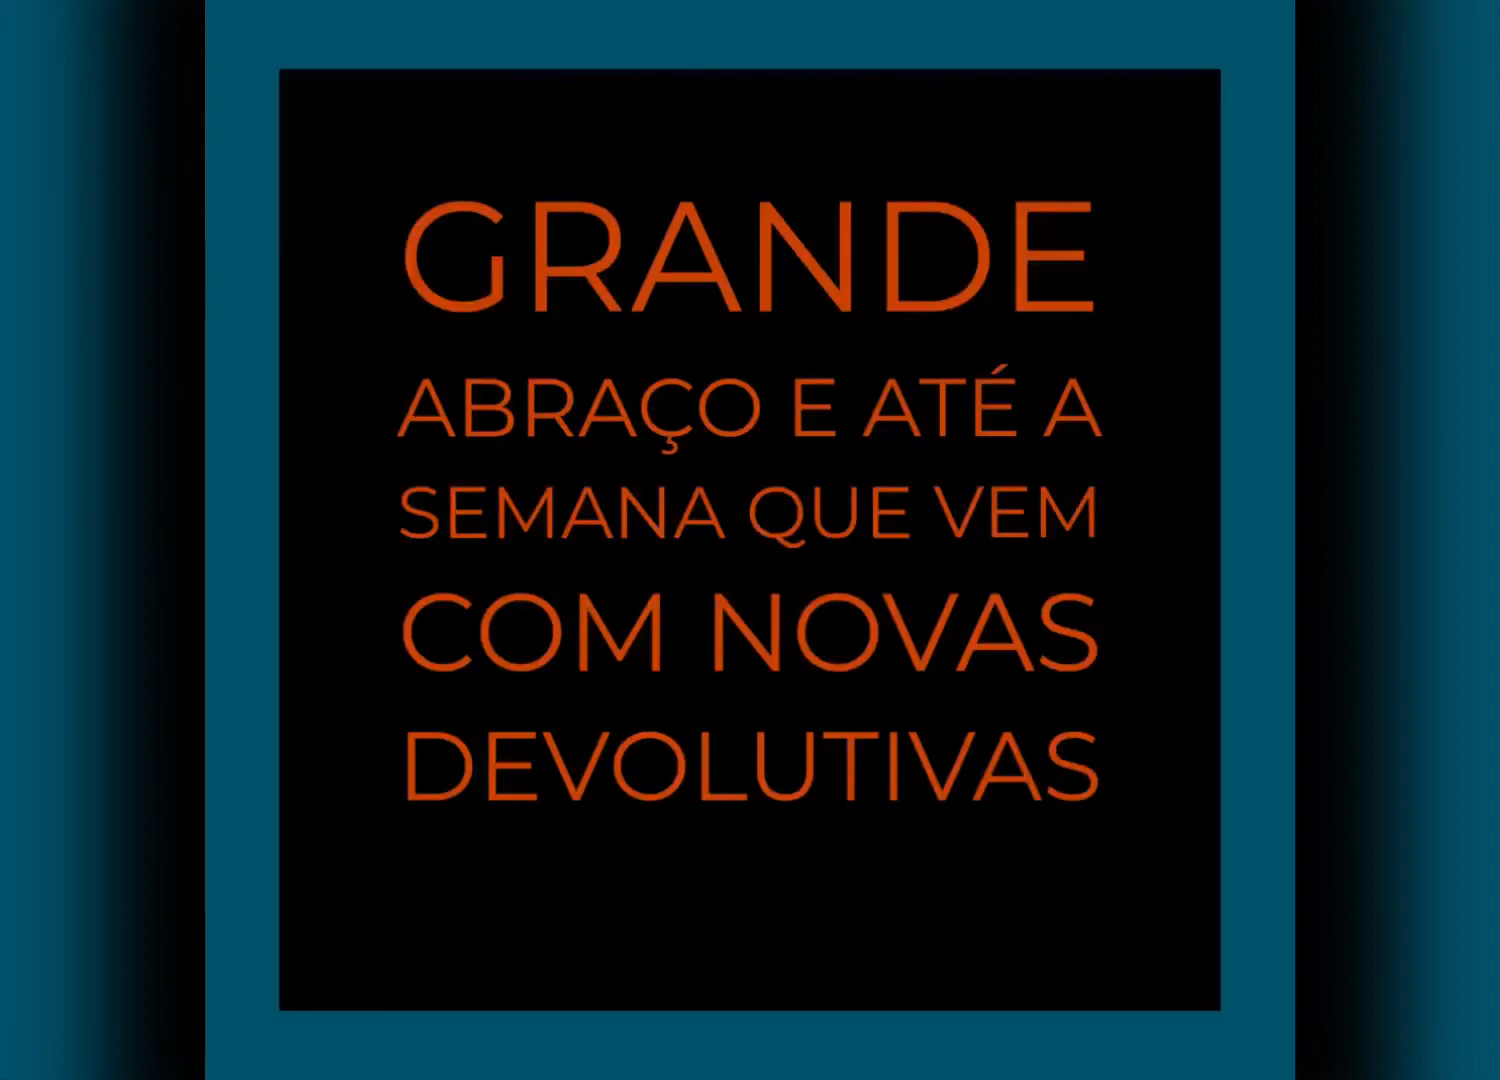 GRANDE
ABRAÇO E ATÉ A
SEMANA QUE VEM
COM NOVAS
DEVOLUTIVAS